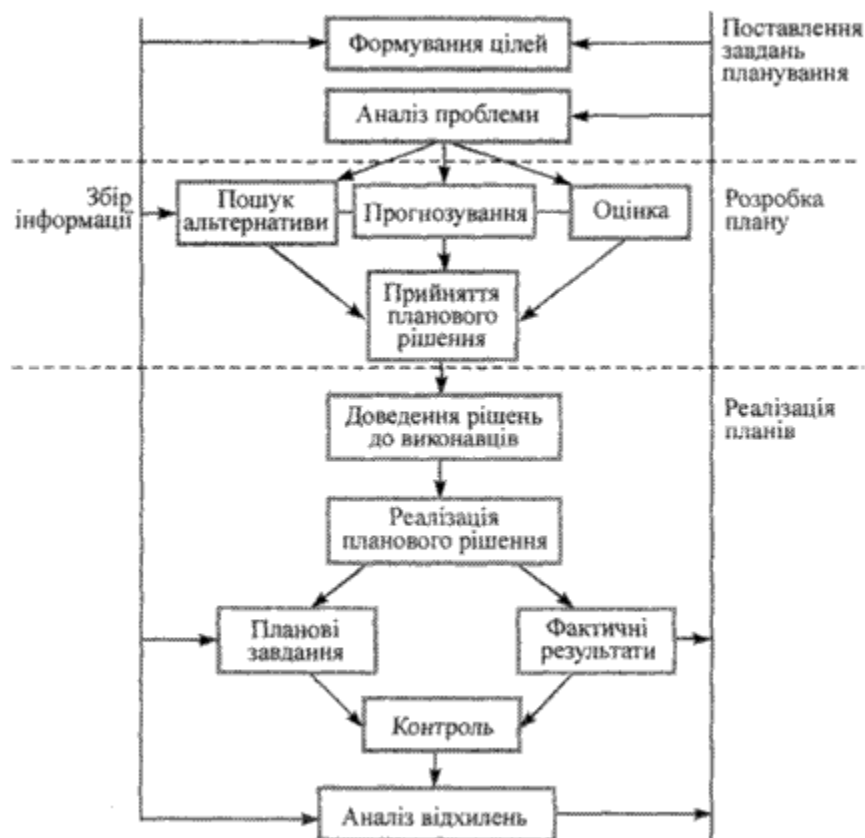 Формування цілей
Поставлення
завдань
планування
Аналіз проблеми
Збір
інформації
Пошук
альтернативи
Прогнозування
Оцінка
Розробка
плану
Прийняття
планового
рішення
Доведення рішень
до виконавців
Реалізація
планів
Реалізація
планового рішення
Планові
завдання
Фактичні
результати
Контроль
Аналіз відхилень